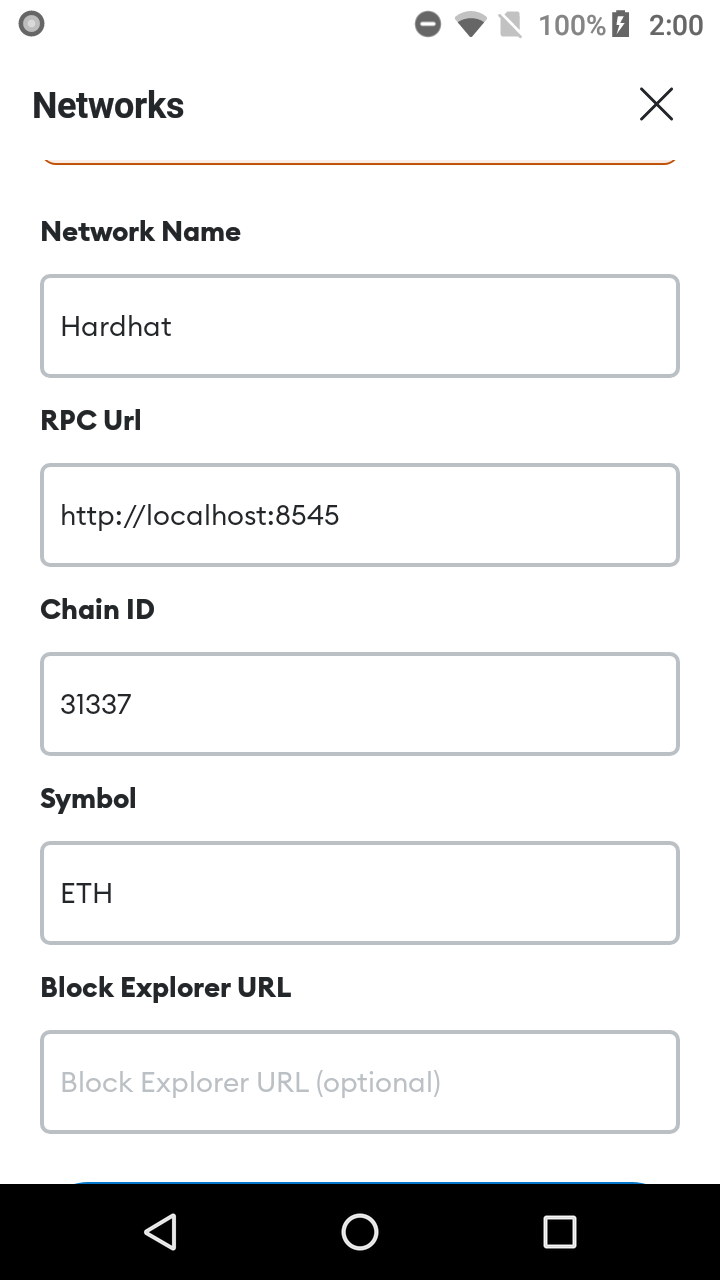 100% 2:00
Networks
Network Name
Hardhat
RPC Url
http://localhost:8545
Chain ID
31337
Symbol
ETH
Block Explorer URL
Block Explorer URL (optional)